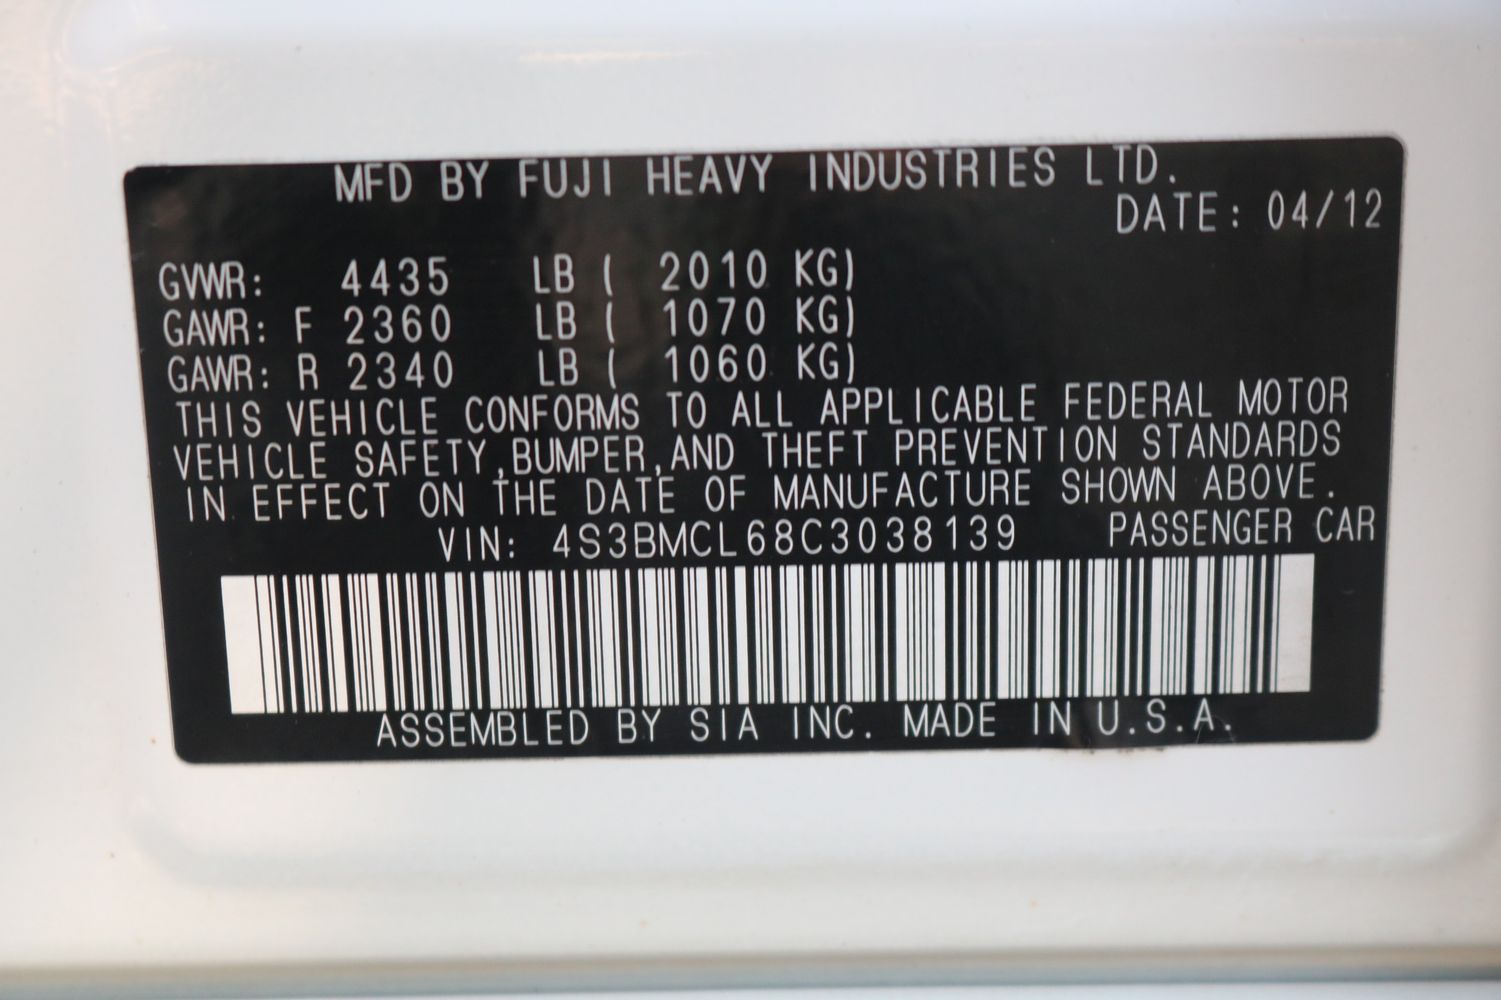 MFD BY FUJI HEAVY INDUSTRIES LTD.
DATE: 04/12
GVWR: 4435 LB ( 2010 KG)
GAWR: F 2360 LB ( 1070 KG)
GAWR: R 2340 LB ( 1060 KG)
THIS VEHICLE CONFORMS TO ALL APPLICABLE FEDERAL MOTOR
VEHICLE SAFETY,BUMPER,AND THEFT PREVENTION STANDARDS
IN EFFECT ON THE DATE OF MANUFACTURE SHOWN ABOVE.
VIN: 4S3BMCL68C3038139 PASSENGER CAR
ASSEMBLED BY SIA INC. MADE IN U.S.A.